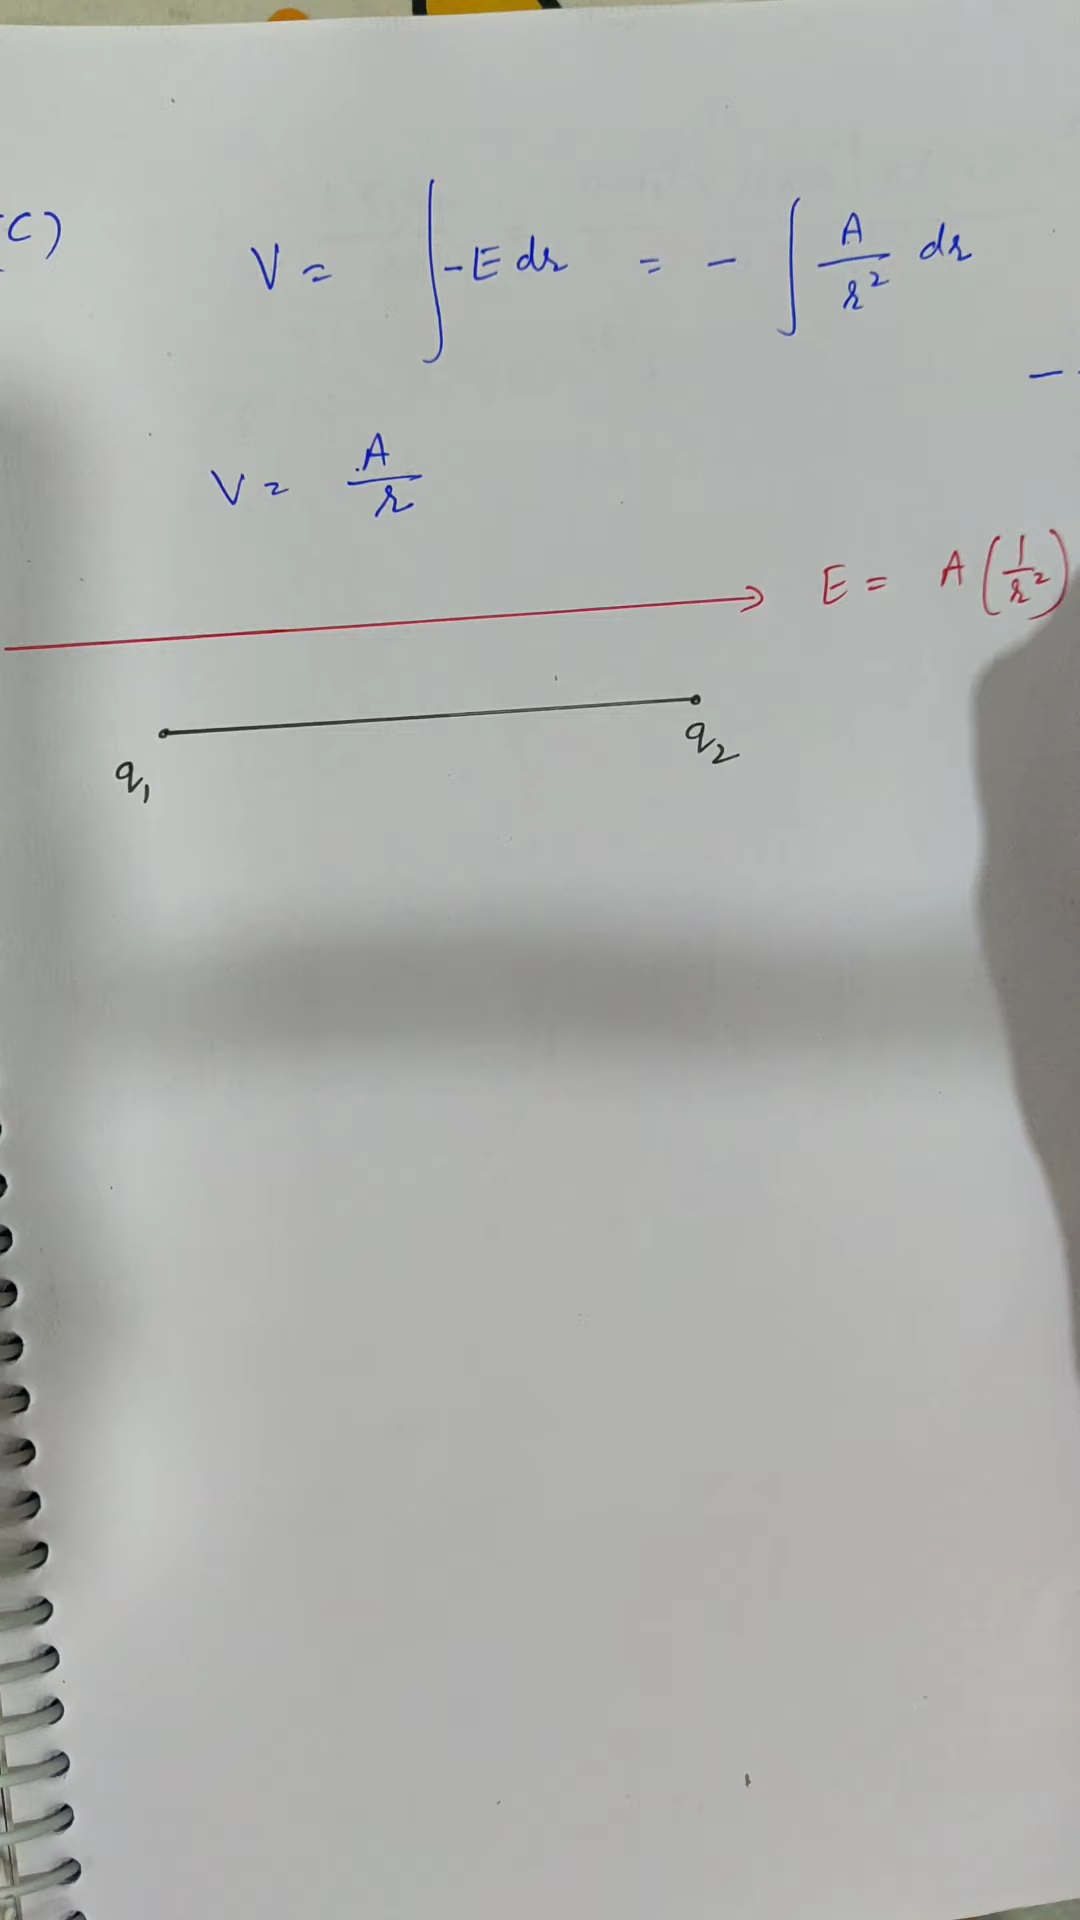 (C) V = ∫ -E dr = - ∫ A/r² dr
-
V = A/r
E = A(1/r²)
q₁ q₂